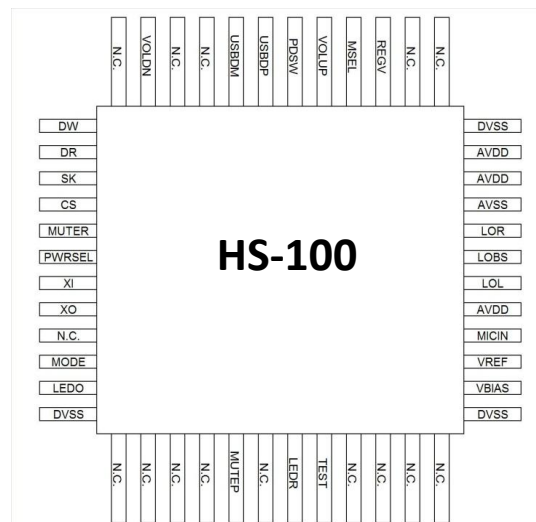 N.C.
VOLDN
N.C.
N.C.
USBDM
USBDP
PDSW
VOLUP
MSEL
REGV
N.C.
N.C.
DW
DR
SK
CS
MUTER
PWRSEL
XI
XO
N.C.
MODE
LEDO
DVSS
HS-100
DVSS
AVDD
AVDD
AVSS
LOR
LOBS
LOL
AVDD
MICIN
VREF
VBIAS
DVSS
N.C.
N.C.
N.C.
N.C.
MUTEP
N.C.
LEDR
TEST
N.C.
N.C.
N.C.
N.C.